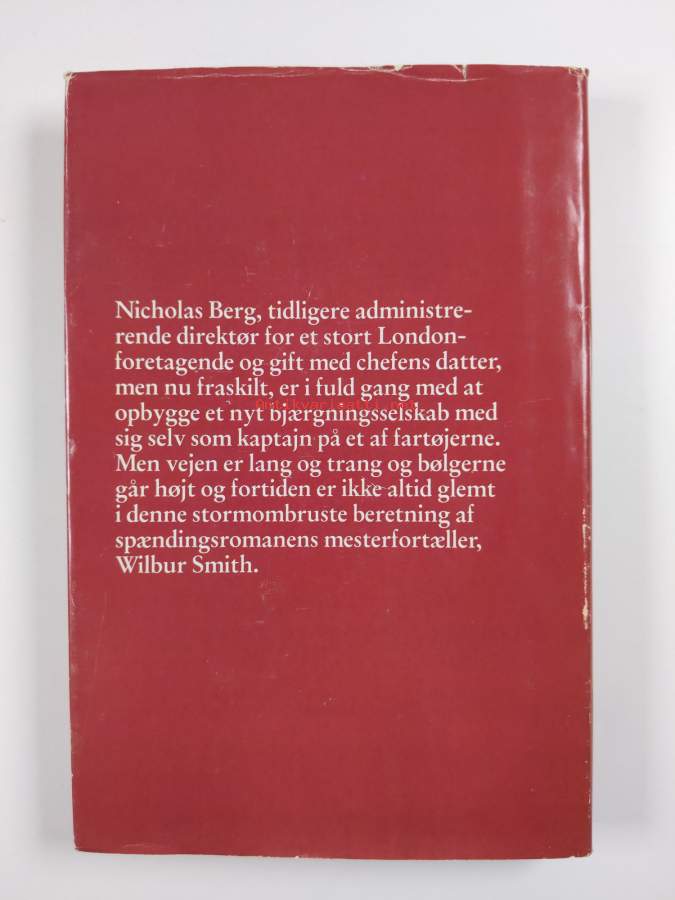 Nicholas Berg, tidligere administre-
rende direktør for et stort London-
foretagende og gift med chefens datter,
men nu fraskilt, er i fuld gang med at
opbygge et nyt bjærgningsselskab med
sig selv som kaptajn på et af fartøjerne.
Men vejen er lang og trang og bølgerne
går højt og fortiden er ikke altid glemt
i denne stormombruste beretning af
spændingsromanens mesterfortæller,
Wilbur Smith.